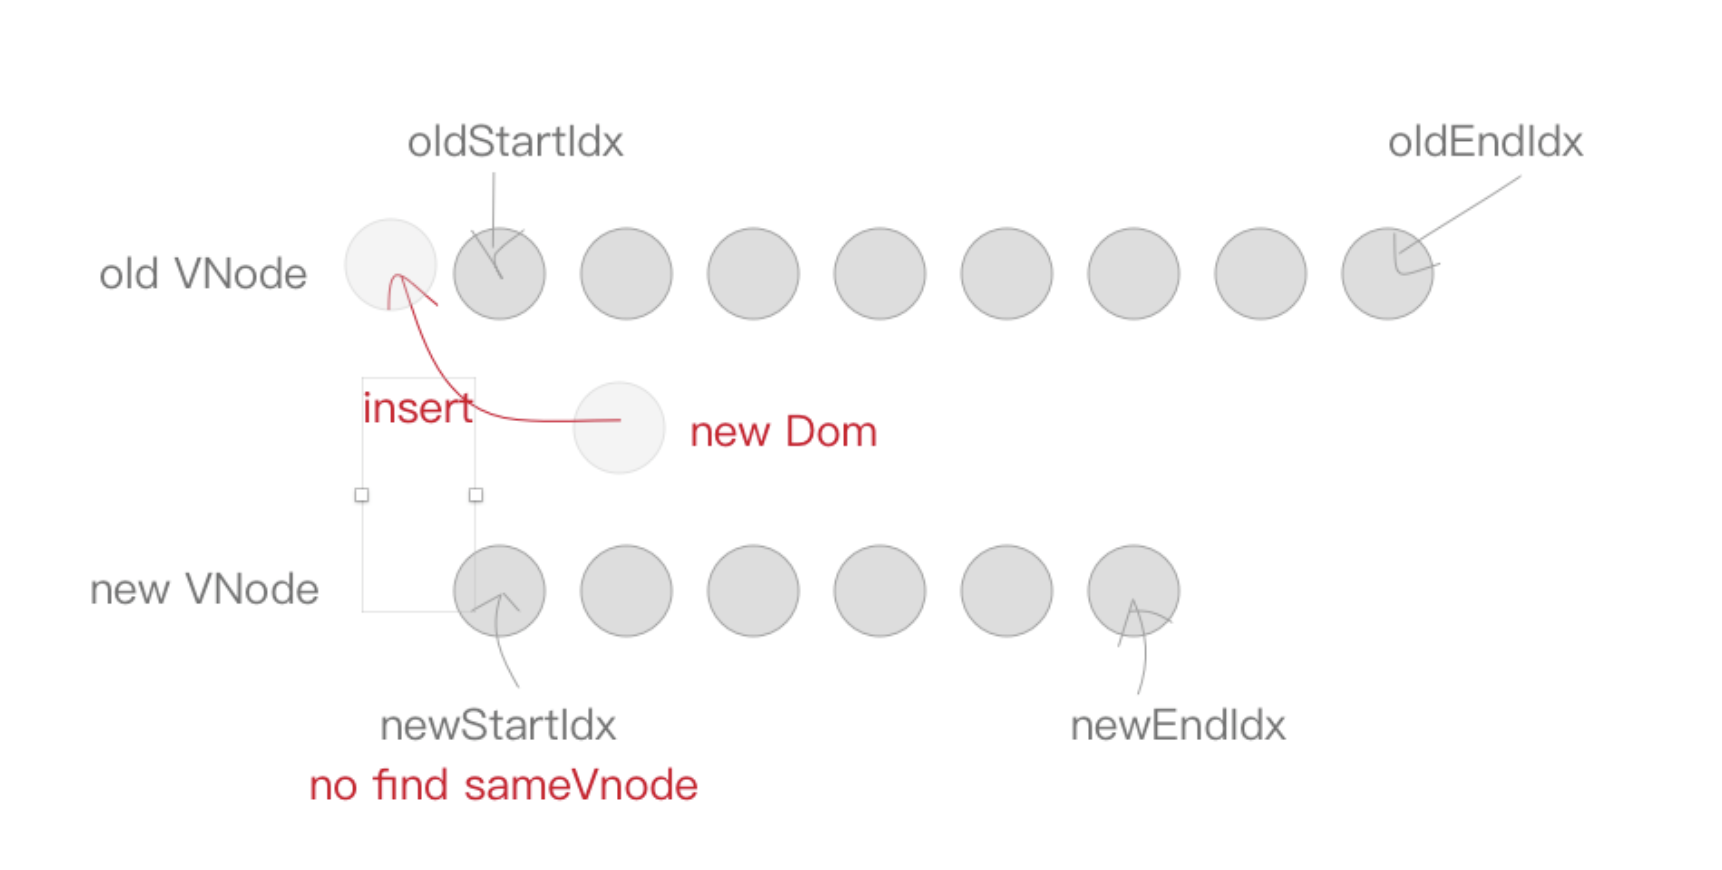 oldStartIdx
oldEndIdx
old VNode
insert
new Dom
new VNode
newStartIdx
newEndIdx
no find sameVnode